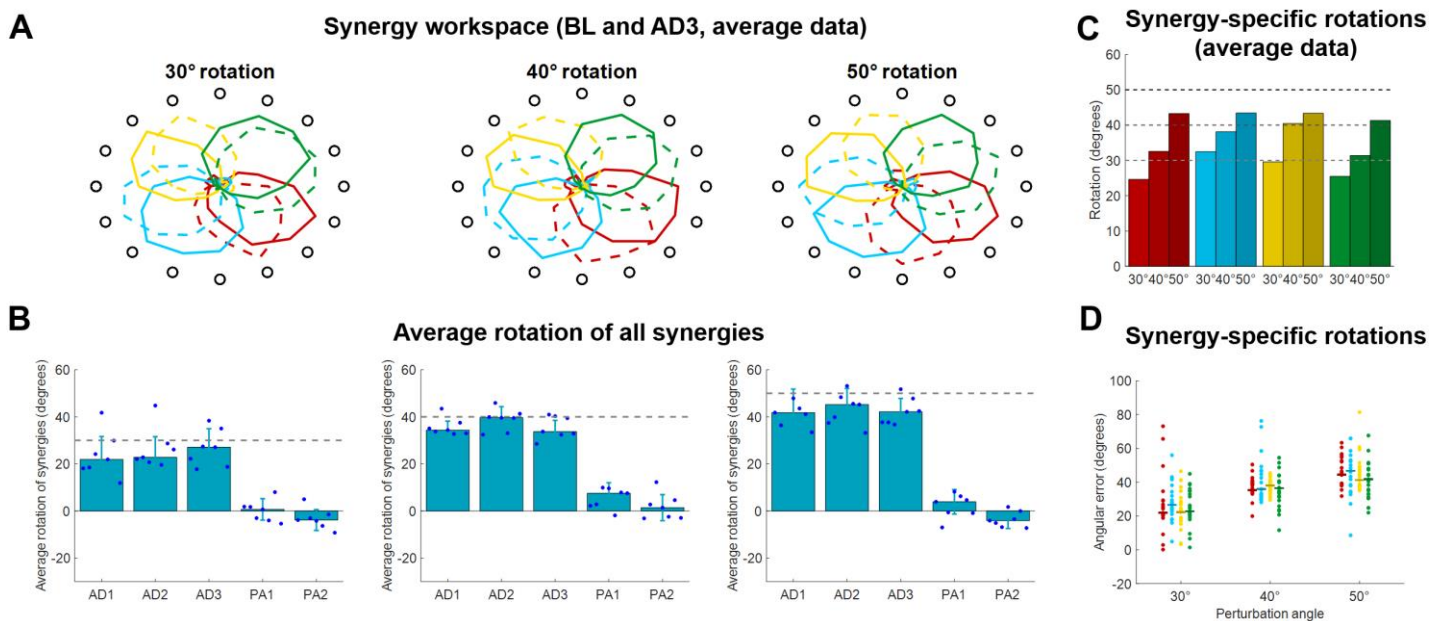 A
Synergy workspace (BL and AD3, average data)
30° rotation
40° rotation
50° rotation
B
Average rotation of all synergies
Average rotation of synergies (degrees)
60
40
20
0
-20
AD1 AD2 AD3 PA1 PA2
Average rotation of synergies (degrees)
60
40
20
0
-20
AD1 AD2 AD3 PA1 PA2
Average rotation of synergies (degrees)
60
40
20
0
-20
AD1 AD2 AD3 PA1 PA2
C
Synergy-specific rotations
(average data)
Rotation (degrees)
60
50
40
30
20
10
0
30°40°50° 30°40°50° 30°40°50° 30°40°50°
D
Synergy-specific rotations
Angular error (degrees)
100
80
60
40
20
0
-20
30° 40° 50°
Perturbation angle